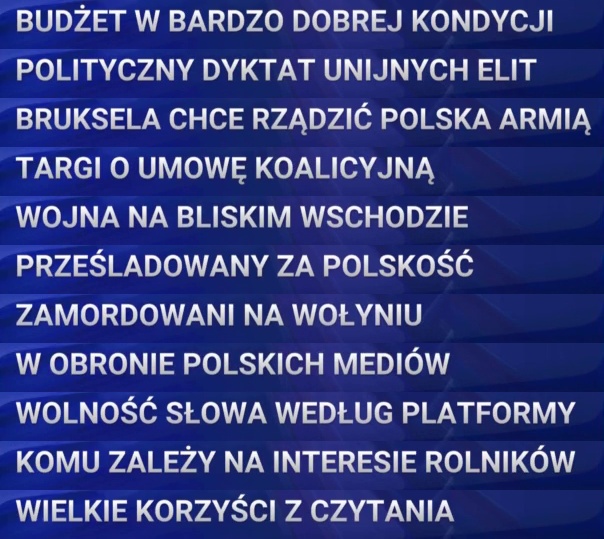 BUDŻET W BARDZO DOBREJ KONDYCJI
POLITYCZNY DYKTAT UNIJNYCH ELIT
BRUKSELA CHCE RZĄDZIĆ POLSKA ARMIĄ
TARGI O UMOWĘ KOALICYJNĄ
WOJNA NA BLISKIM WSCHODZIE
PRZEŚLADOWANY ZA POLSKOŚĆ
ZAMORDOWANI NA WOŁYNIU
W OBRONIE POLSKICH MEDIÓW
WOLNOŚĆ SŁOWA WEDŁUG PLATFORMY
KOMU ZALEŻY NA INTERESIE ROLNIKÓW
WIELKIE KORZYŚCI Z CZYTANIA